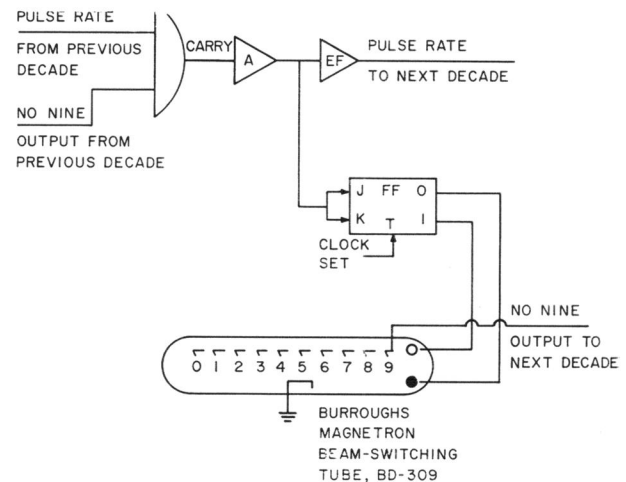 PULSE RATE
FROM PREVIOUS
DECADE
CARRY
A
EF
PULSE RATE
TO NEXT DECADE
NO NINE
OUTPUT FROM
PREVIOUS DECADE
J FF O
K T I
CLOCK
SET
NO NINE
OUTPUT TO
NEXT DECADE
0 1 2 3 4 5 6 7 8 9
BURROUGHS
MAGNETRON
BEAM-SWITCHING
TUBE, BD-309